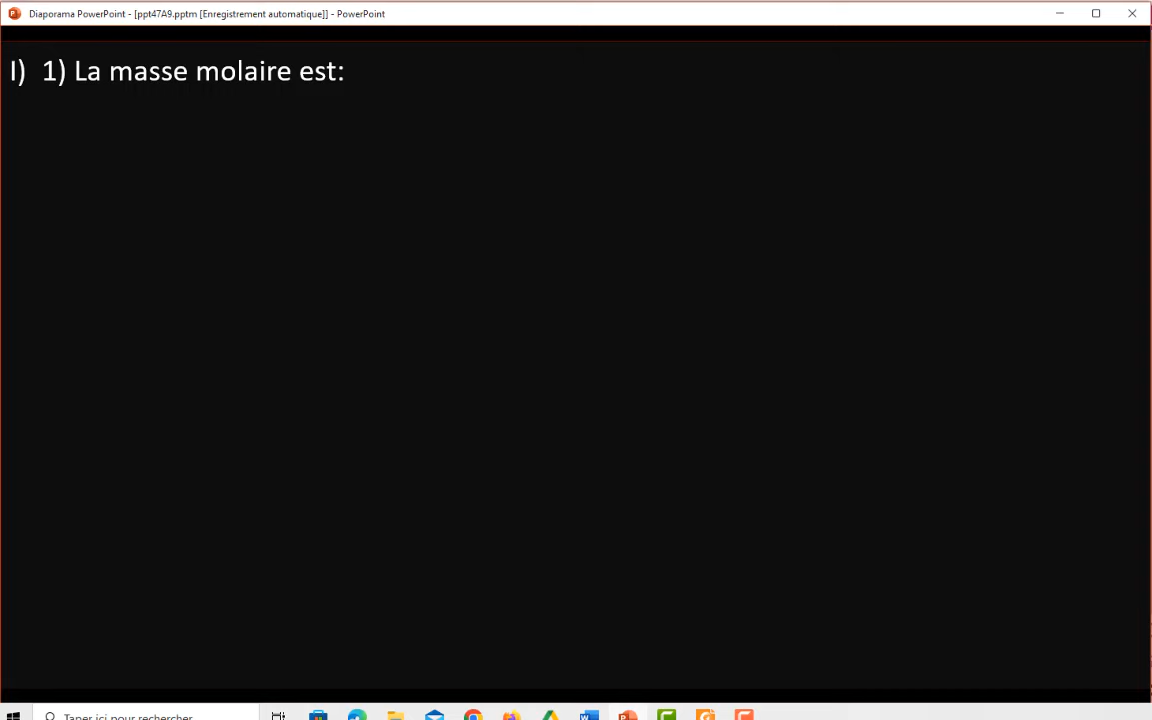 Diaporama PowerPoint - [ppt47A9.pptm [Enregistrement automatique]] - PowerPoint
I) 1) La masse molaire est:
Taper ici pour rechercher